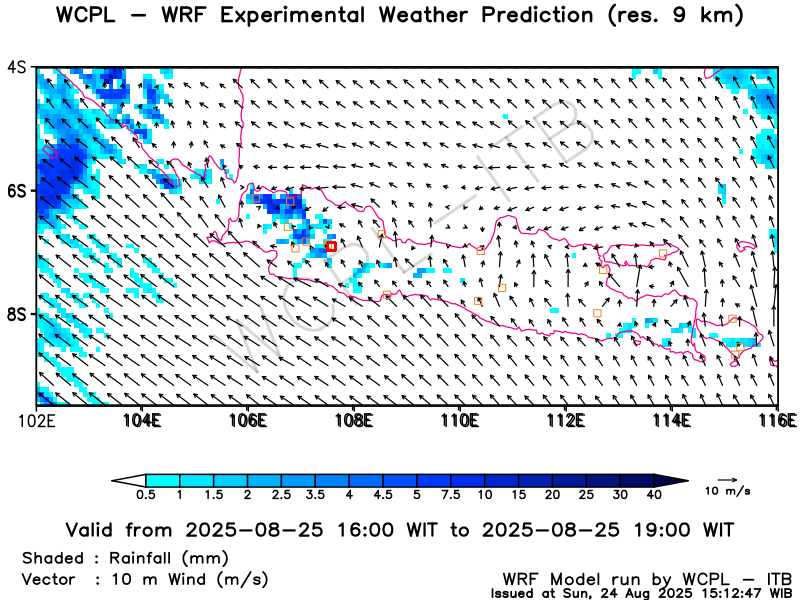 WCPL – WRF Experimental Weather Prediction (res. 9 km)
4S
6S
8S
102E 104E 106E 108E 110E 112E 114E 116E
WCPL-ITB
0.5 1 1.5 2 2.5 3.5 4 4.5 5 7.5 10 15 20 25 30 40
10 m/s
Valid from 2025-08-25 16:00 WIT to 2025-08-25 19:00 WIT
Shaded : Rainfall (mm)
Vector : 10 m Wind (m/s)
WRF Model run by WCPL – ITB
Issued at Sun, 24 Aug 2025 15:12:47 WIB